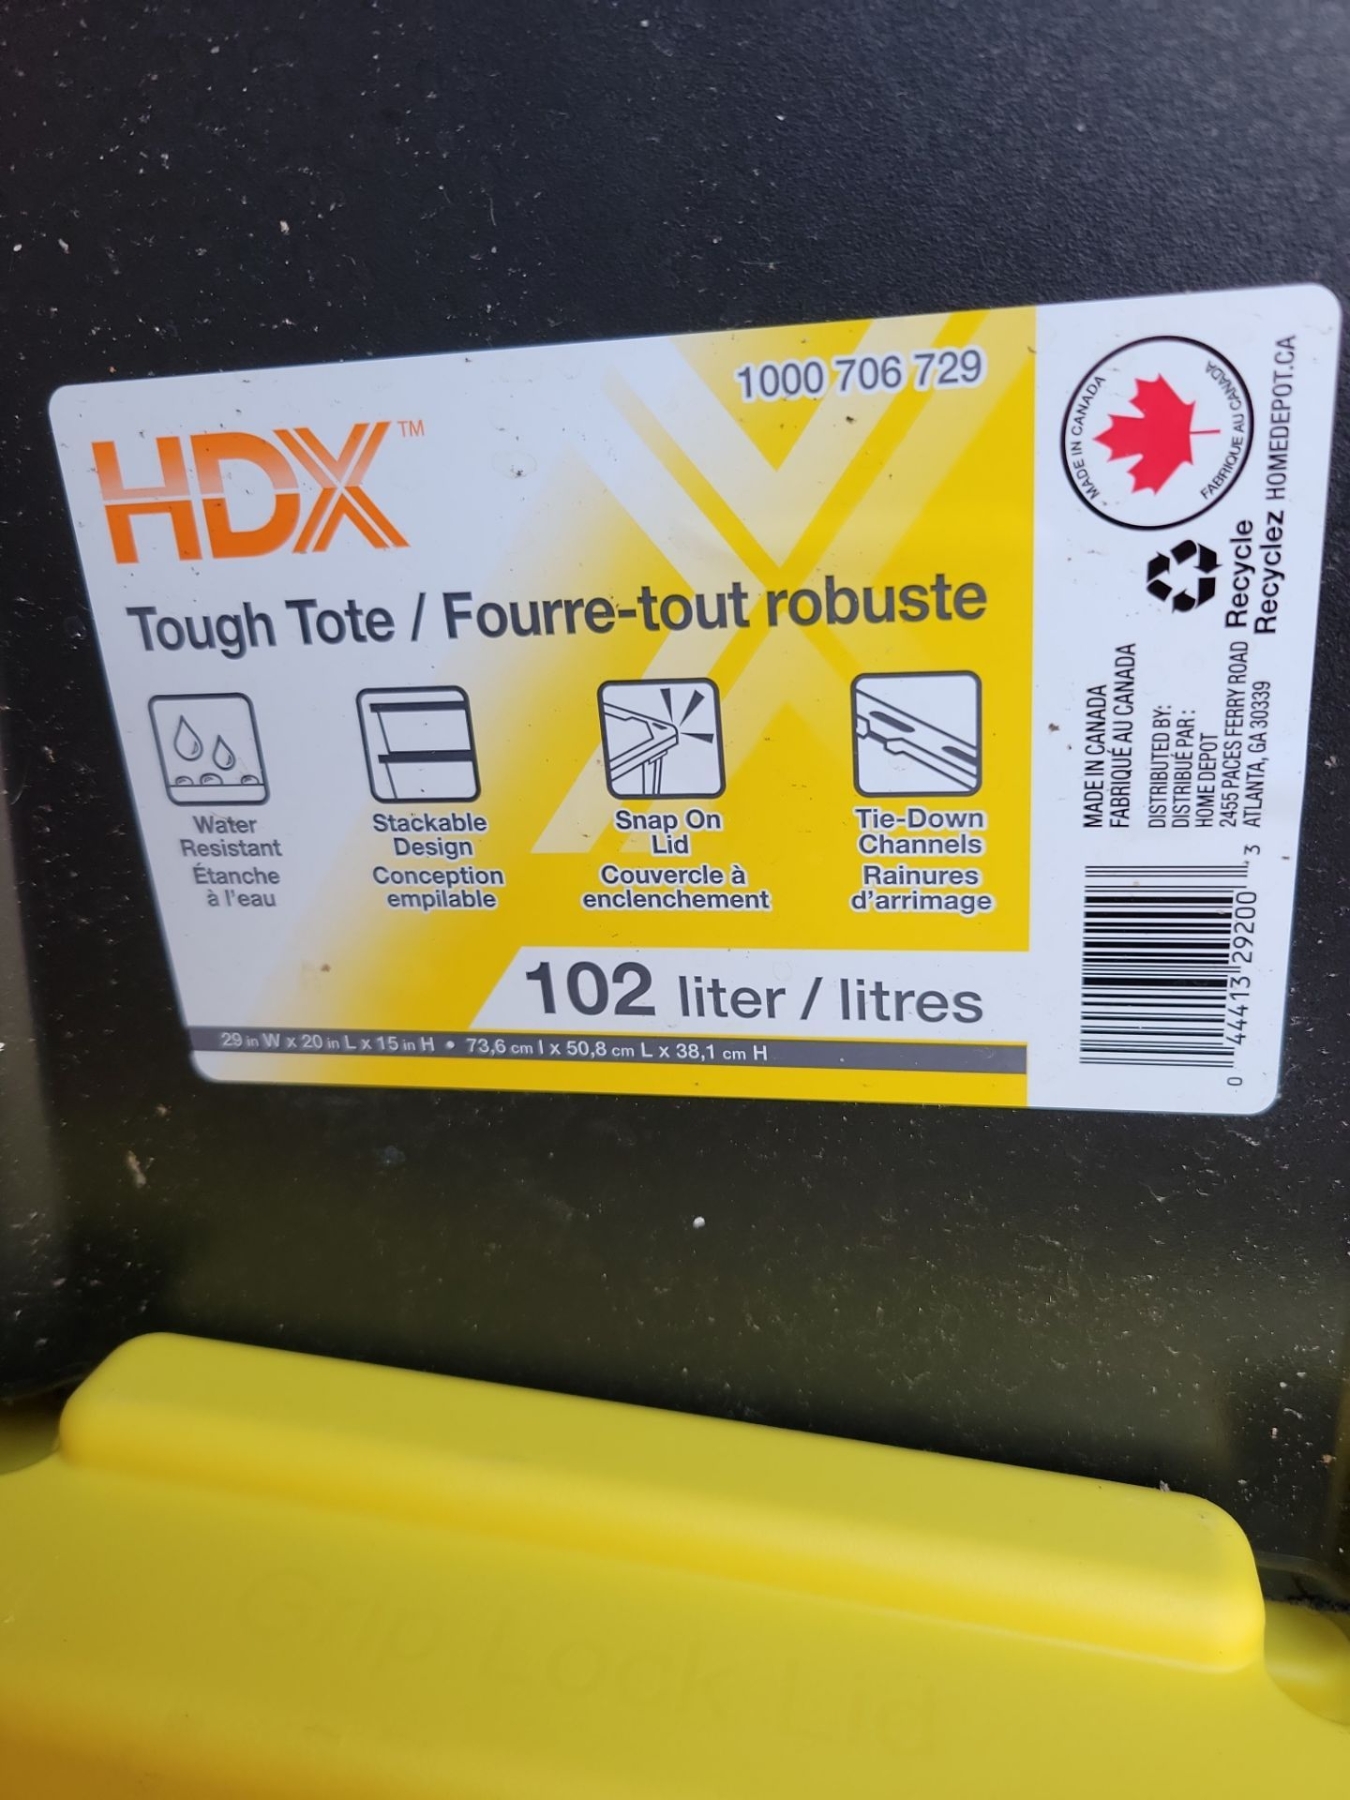 1000 706 729
HDX™
Tough Tote / Fourre-tout robuste
Water
Resistant
Étanche
à l'eau
Stackable
Design
Conception
empilable
Snap On
Lid
Couvercle à
enclenchement
Tie-Down
Channels
Rainures
d'arrimage
102 liter / litres
29 in W x 20 in L x 15 in H • 73,6 cm l x 50,8 cm L x 38,1 cm H
MADE IN CANADA
FABRIQUÉ AU CANADA
Recycle
Recyclez
HOMEDEPOT.CA
MADE IN CANADA
FABRIQUÉ AU CANADA
DISTRIBUTED BY:
DISTRIBUÉ PAR :
HOME DEPOT
2455 PACES FERRY ROAD
ATLANTA, GA 30339
0 44413 29200 3
Grip Lock Lid